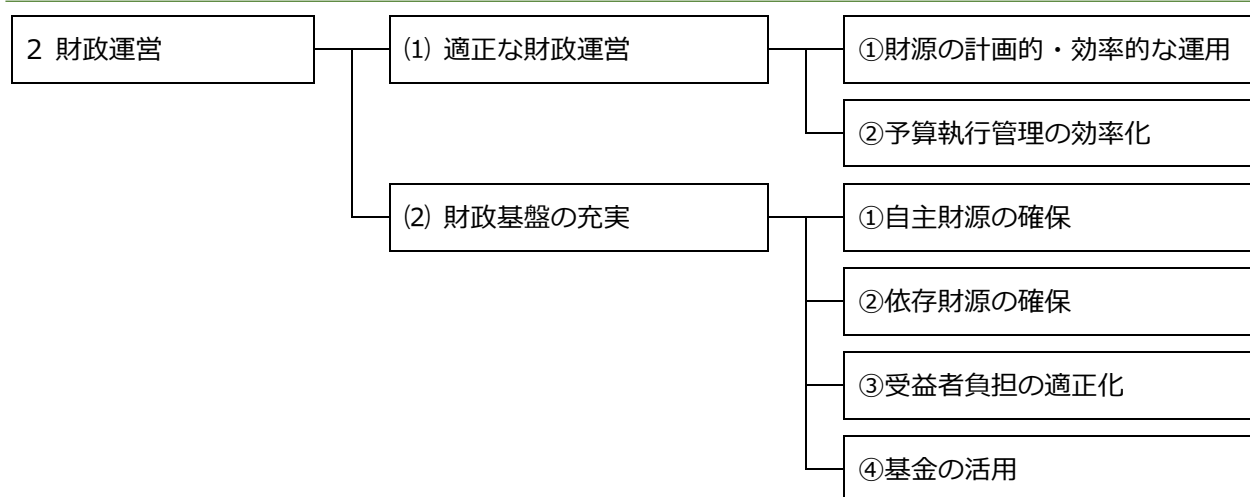 2 財政運営
⑴ 適正な財政運営
①財源の計画的・効率的な運用
②予算執行管理の効率化
⑵ 財政基盤の充実
①自主財源の確保
②依存財源の確保
③受益者負担の適正化
④基金の活用